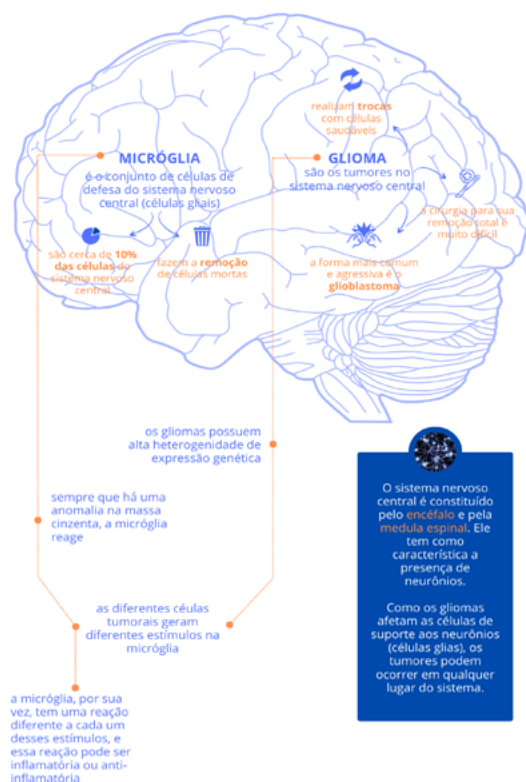 realizam trocas
com células
saudáveis
MICRÓGLIA
é o conjunto de células de
defesa do sistema nervoso
central (células gliais)
GLIOMA
são os tumores no
sistema nervoso central
a cirurgia para sua
remoção total é
muito difícil
são cerca de 10%
das células do
sistema nervoso
central
fazem a remoção
de células mortas
a forma mais comum
e agressiva é o
glioblastoma
os gliomas possuem
alta heterogenidade de
expressão genética
sempre que há uma
anomalia na massa
cinzenta, a micróglia
reage
as diferentes céulas
tumorais geram
diferentes estímulos na
micróglia
a micróglia, por sua
vez, tem uma reação
diferente a cada um
desses estímulos, e
essa reação pode ser
inflamatória ou anti-
inflamatória
O sistema nervoso
central é constituído
pelo encéfalo e pela
medula espinal. Ele
tem como
característica a
presença de
neurônios.
Como os gliomas
afetam as células de
suporte aos neurônios
(células glias), os
tumores podem
ocorrer em qualquer
lugar do sistema.